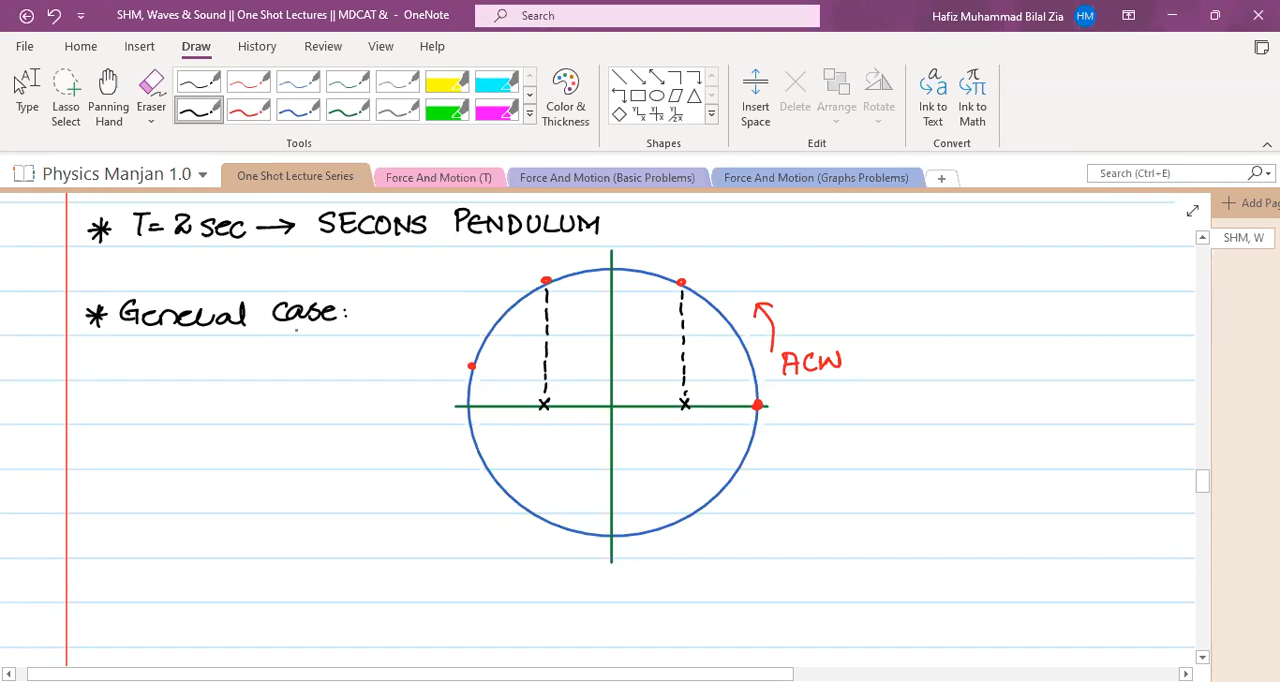 SHM, Waves & Sound || One Shot Lectures || MDCAT & - OneNote
Search
Hafiz Muhammad Bilal Zia
HM
File Home Insert Draw History Review View Help
Type
Lasso Select
Panning Hand
Eraser
Color & Thickness
Insert Space
Delete
Arrange
Rotate
Ink to Text
Ink to Math
Tools
Shapes
Edit
Convert
Physics Manjan 1.0
One Shot Lecture Series
Force And Motion (T)
Force And Motion (Basic Problems)
Force And Motion (Graphs Problems)
Search (Ctrl+E)
Add Pag
SHM, W
* T= 2 sec → SECONS PENDULUM
* General case:
ACW